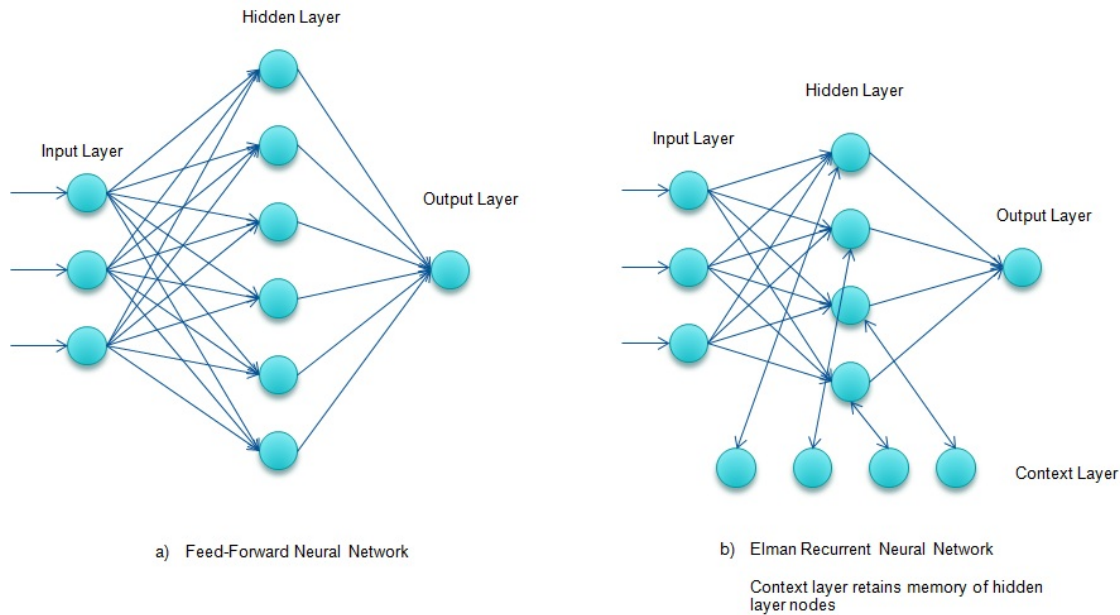 Hidden Layer
Input Layer
Output Layer
a) Feed-Forward Neural Network
Hidden Layer
Input Layer
Output Layer
Context Layer
b) Elman Recurrent Neural Network
Context layer retains memory of hidden
layer nodes